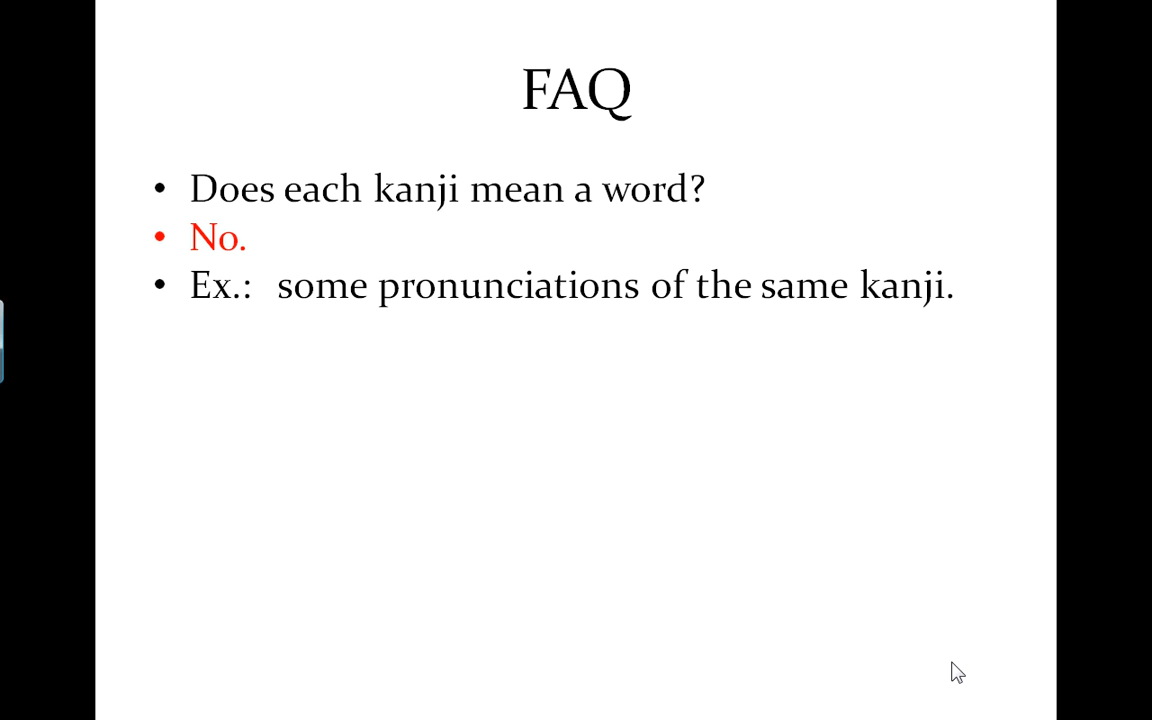 FAQ
• Does each kanji mean a word?
• No.
• Ex.: some pronunciations of the same kanji.